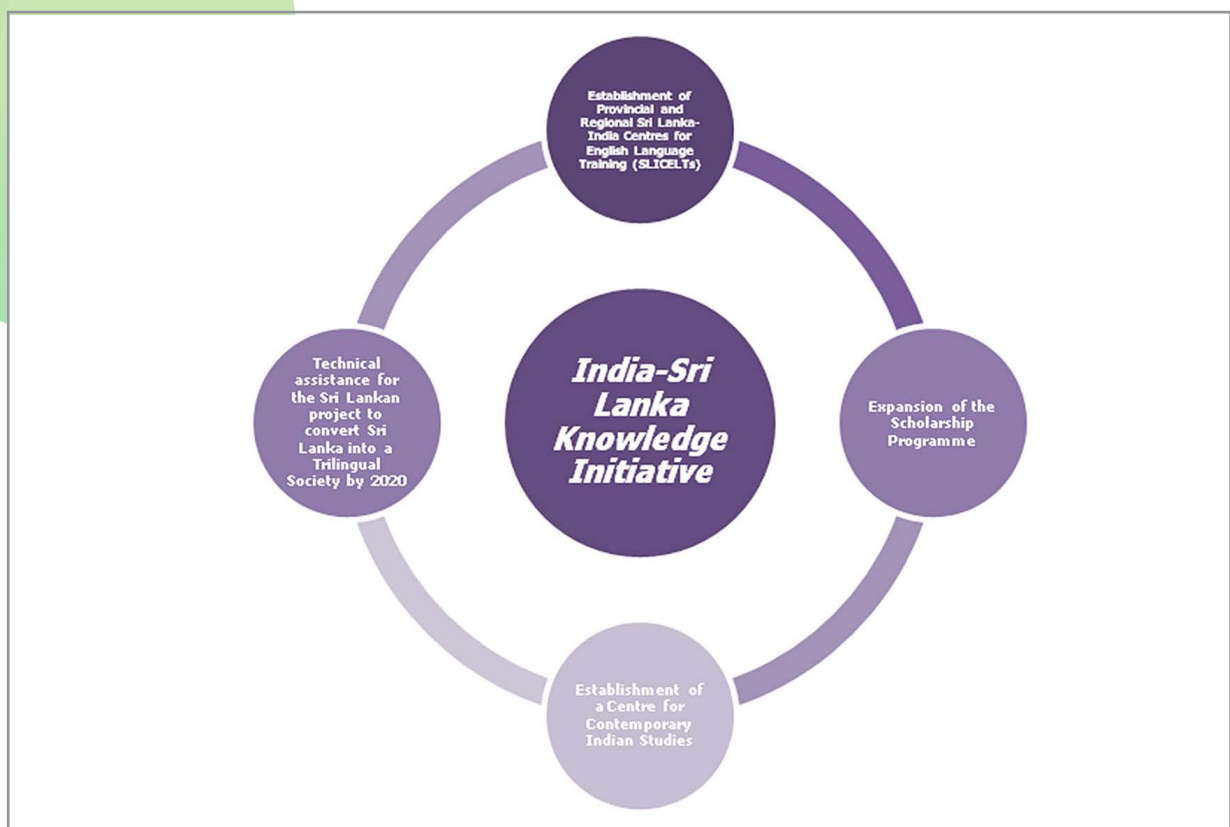 Establishment of
Provincial and
Regional Sri Lanka-
India Centres for
English Language
Training (SLICELTs)
Technical
assistance for
the Sri Lankan
project to
convert Sri
Lanka into a
Trilingual
Society by 2020
India-Sri
Lanka
Knowledge
Initiative
Expansion of the
Scholarship
Programme
Establishment of
a Centre for
Contemporary
Indian Studies